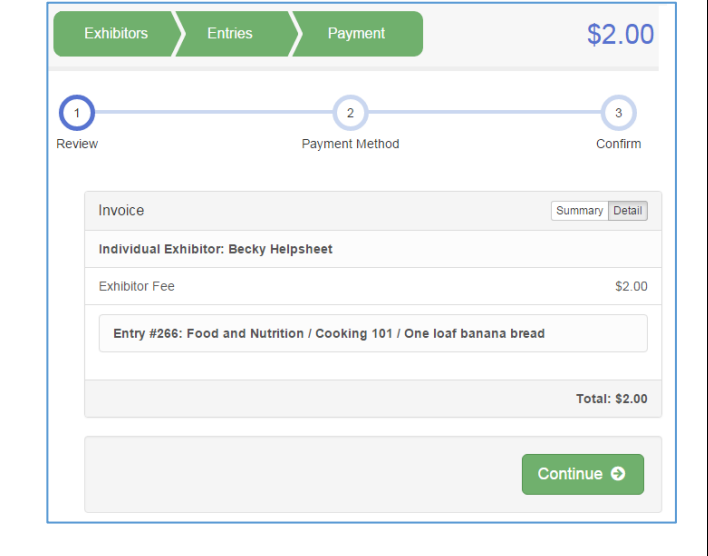 Exhibitors Entries Payment $2.00
1 2 3
Review Payment Method Confirm
Invoice Summary Detail
Individual Exhibitor: Becky Helpsheet
Exhibitor Fee $2.00
Entry #266: Food and Nutrition / Cooking 101 / One loaf banana bread
Total: $2.00
Continue